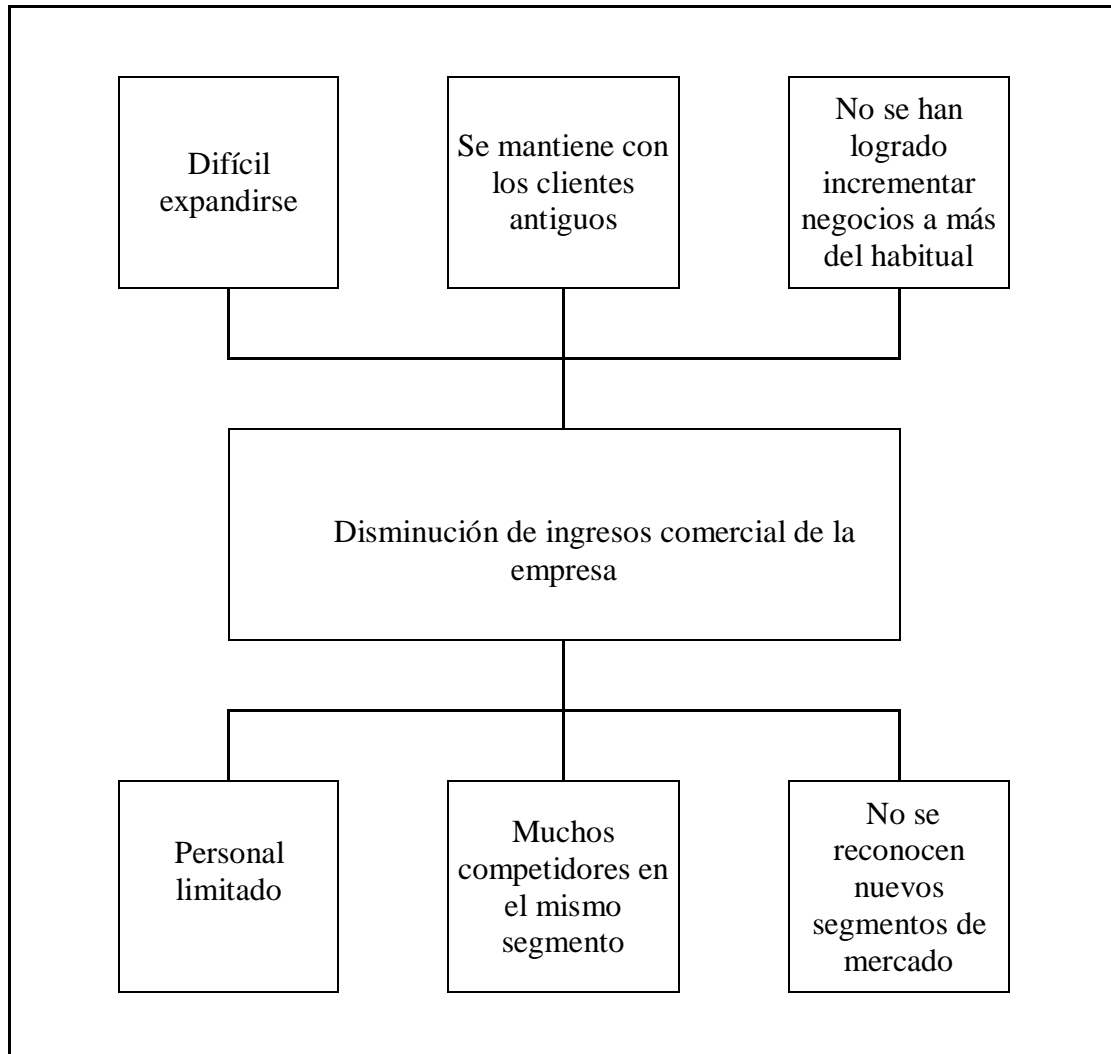 Difícil
expandirse
Se mantiene con
los clientes
antiguos
No se han
logrado
incrementar
negocios a más
del habitual
Disminución de ingresos comercial de la
empresa
Personal
limitado
Muchos
competidores en
el mismo
segmento
No se
reconocen
nuevos
segmentos de
mercado